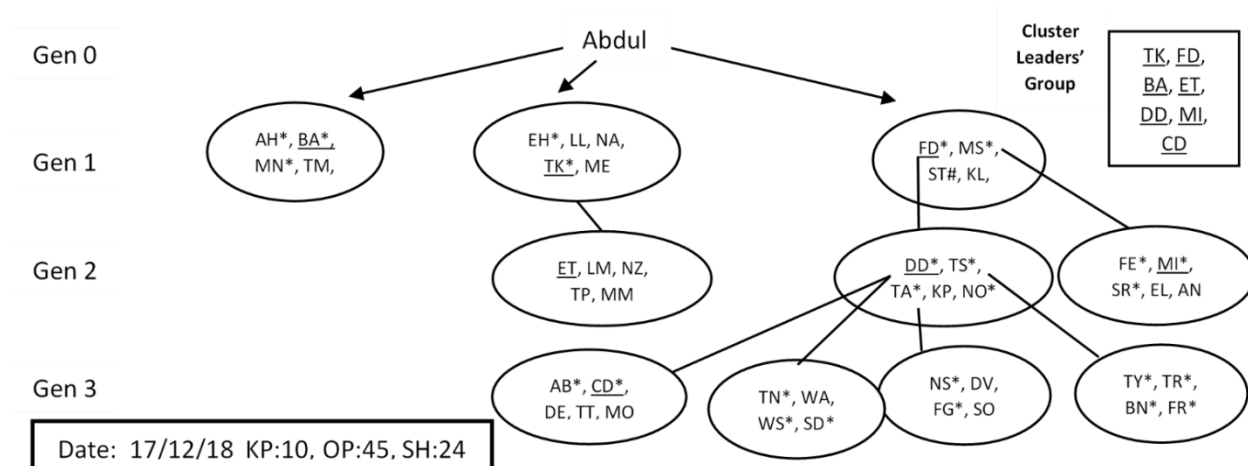 Gen 0
Abdul
Cluster
Leaders'
Group
TK, FD,
BA, ET,
DD, MI,
CD
Gen 1
AH*, BA*,
MN*, TM,
EH*, LL, NA,
TK*, ME
FD*, MS*,
ST#, KL,
Gen 2
ET, LM, NZ,
TP, MM
DD*, TS*,
TA*, KP, NO*
FE*, MI*,
SR*, EL, AN
Gen 3
AB*, CD*,
DE, TT, MO
TN*, WA,
WS*, SD*
NS*, DV,
FG*, SO
TY*, TR*,
BN*, FR*
Date: 17/12/18 KP:10, OP:45, SH:24